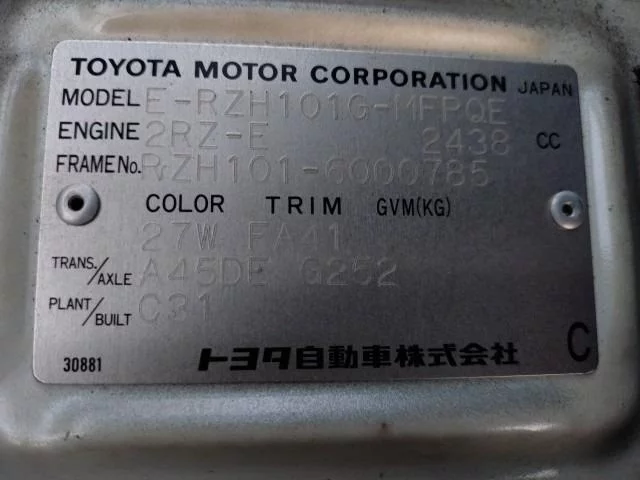 TOYOTA MOTOR CORPORATION JAPAN
MODEL E-RZH101G-MFPQE
ENGINE 2RZ-E 2438 CC
FRAME No. RZH101-6000785
COLOR TRIM GVM(KG)
27W FA41
TRANS./AXLE A45DE G252
PLANT/BUILT C31
30881 トヨタ自動車株式会社 C